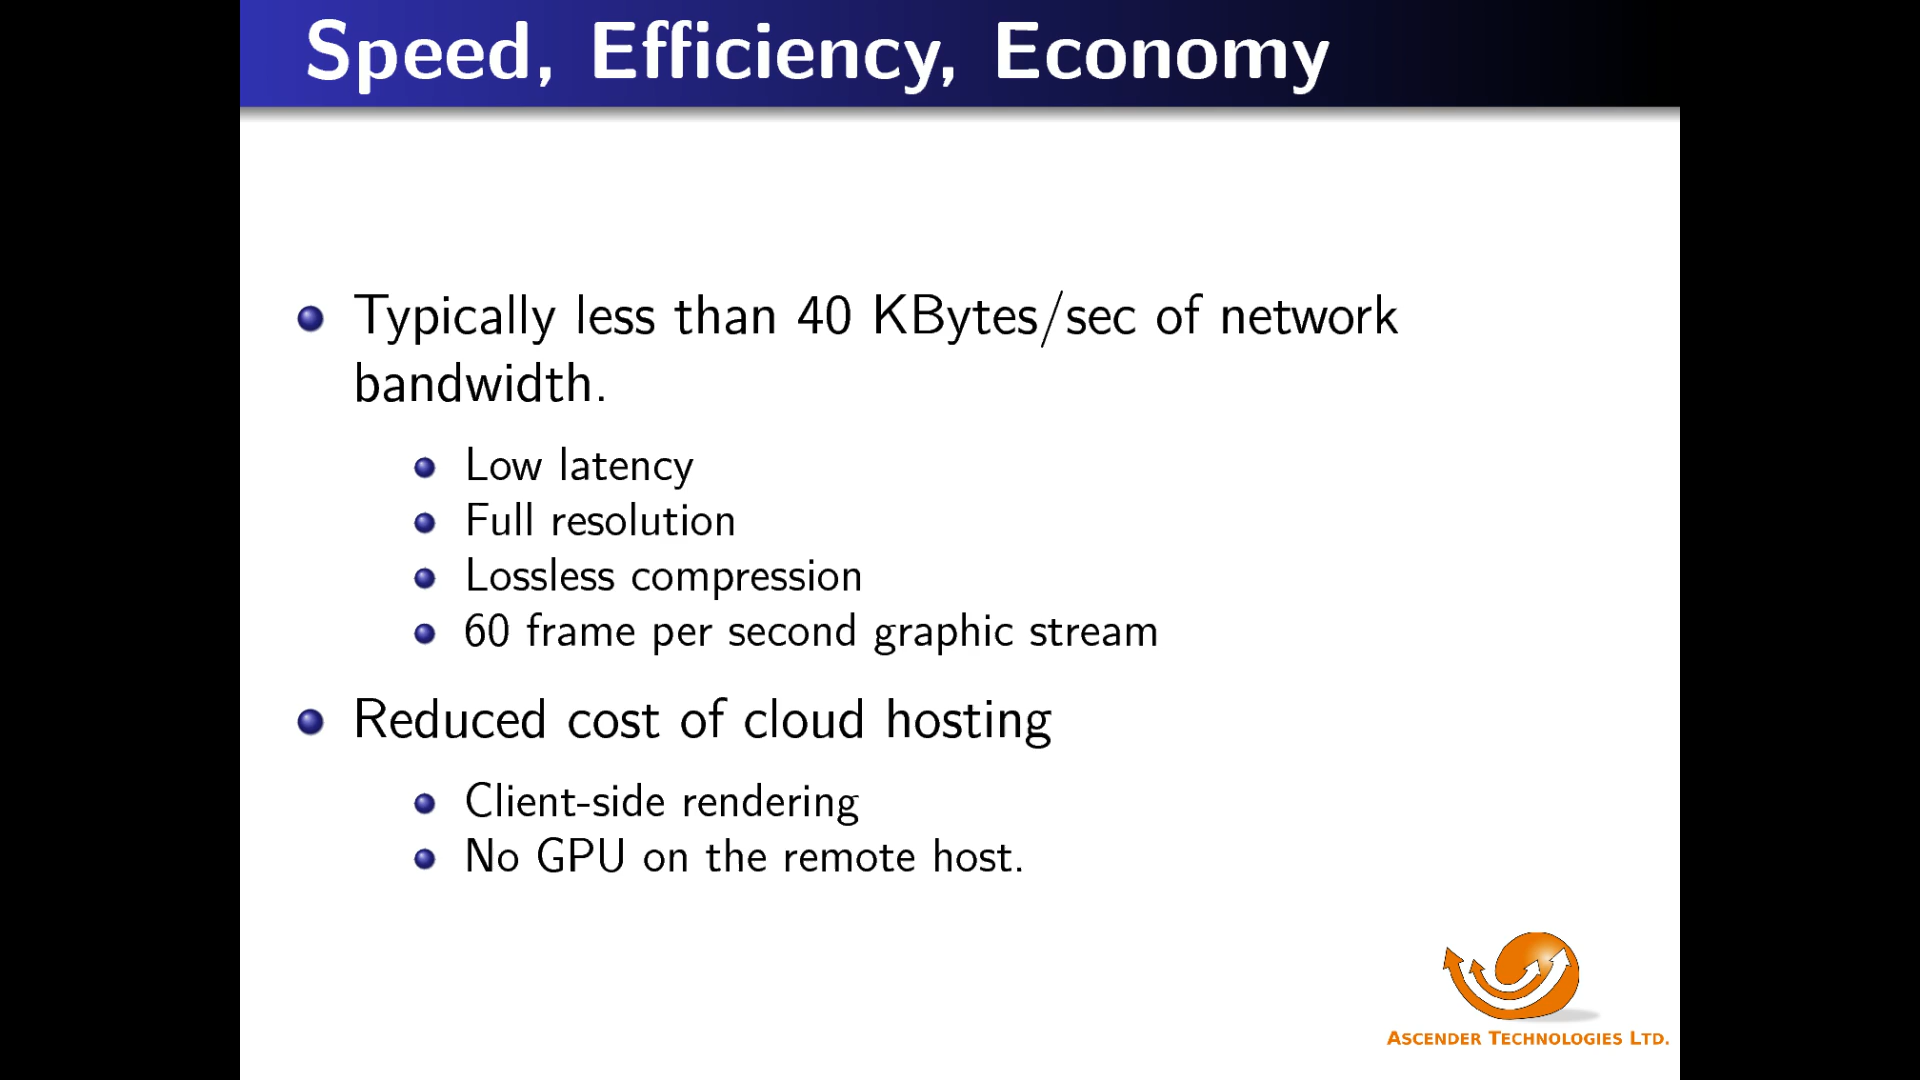 Speed, Efficiency, Economy
Typically less than 40 KBytes/sec of network
bandwidth.
Low latency
Full resolution
Lossless compression
60 frame per second graphic stream
Reduced cost of cloud hosting
Client-side rendering
No GPU on the remote host.
ASCENDER TECHNOLOGIES LTD.